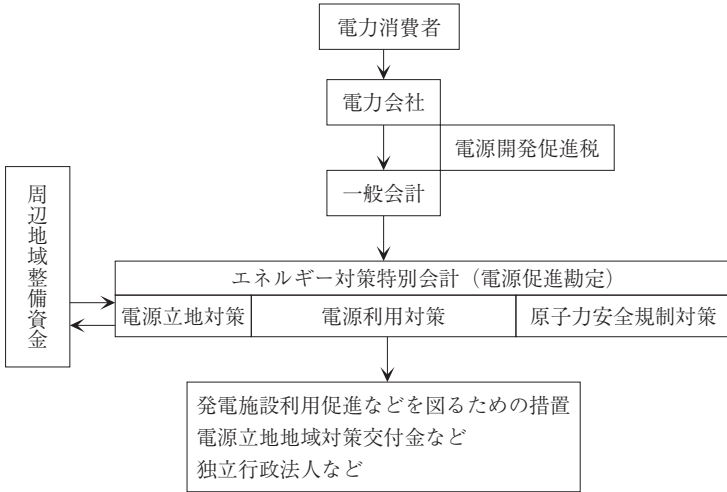 電力消費者
電力会社
電源開発促進税
一般会計
周辺地域整備資金
エネルギー対策特別会計（電源促進勘定）
電源立地対策
電源利用対策
原子力安全規制対策
発電施設利用促進などを図るための措置
電源立地地域対策交付金など
独立行政法人など